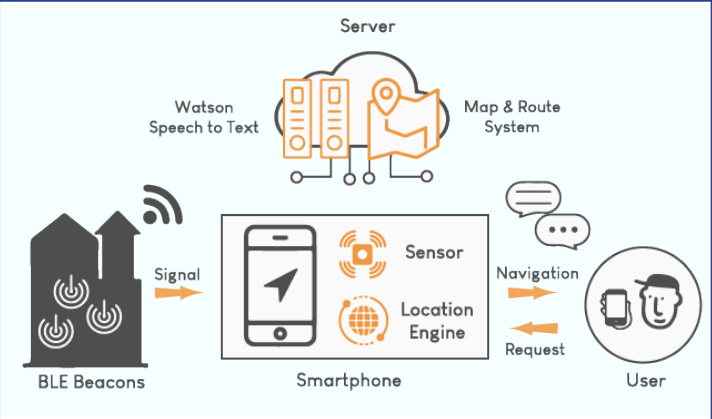 Server
Watson
Speech to Text
Map & Route
System
Signal
Sensor
Location
Engine
Navigation
Request
BLE Beacons
Smartphone
User